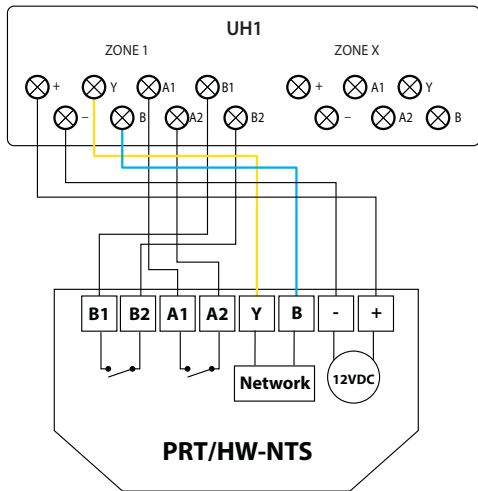 UH1
ZONE 1 ZONE X
+ Y A1 B1 + A1 Y
– B A2 B2 – A2 B
B1 B2 A1 A2 Y B - +
Network 12VDC
PRT/HW-NTS